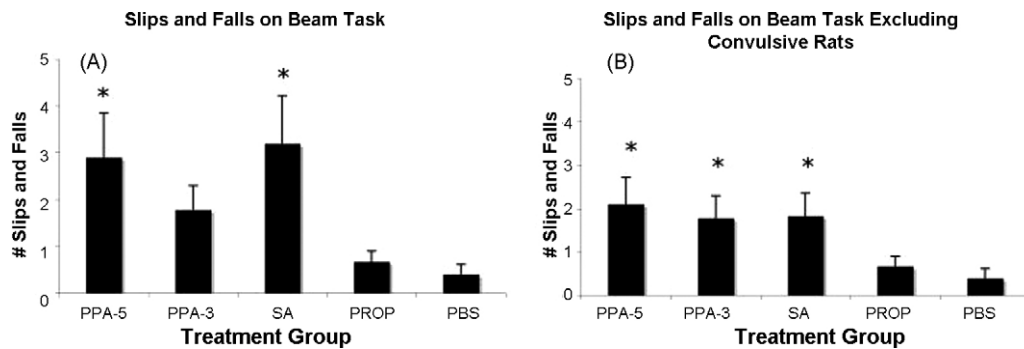 Slips and Falls on Beam Task
(A)
*
*
5
4
3
2
1
0
# Slips and Falls
PPA-5 PPA-3 SA PROP PBS
Treatment Group
Slips and Falls on Beam Task Excluding
Convulsive Rats
(B)
*
*
*
5
4
3
2
1
0
# Slips and Falls
PPA-5 PPA-3 SA PROP PBS
Treatment Group